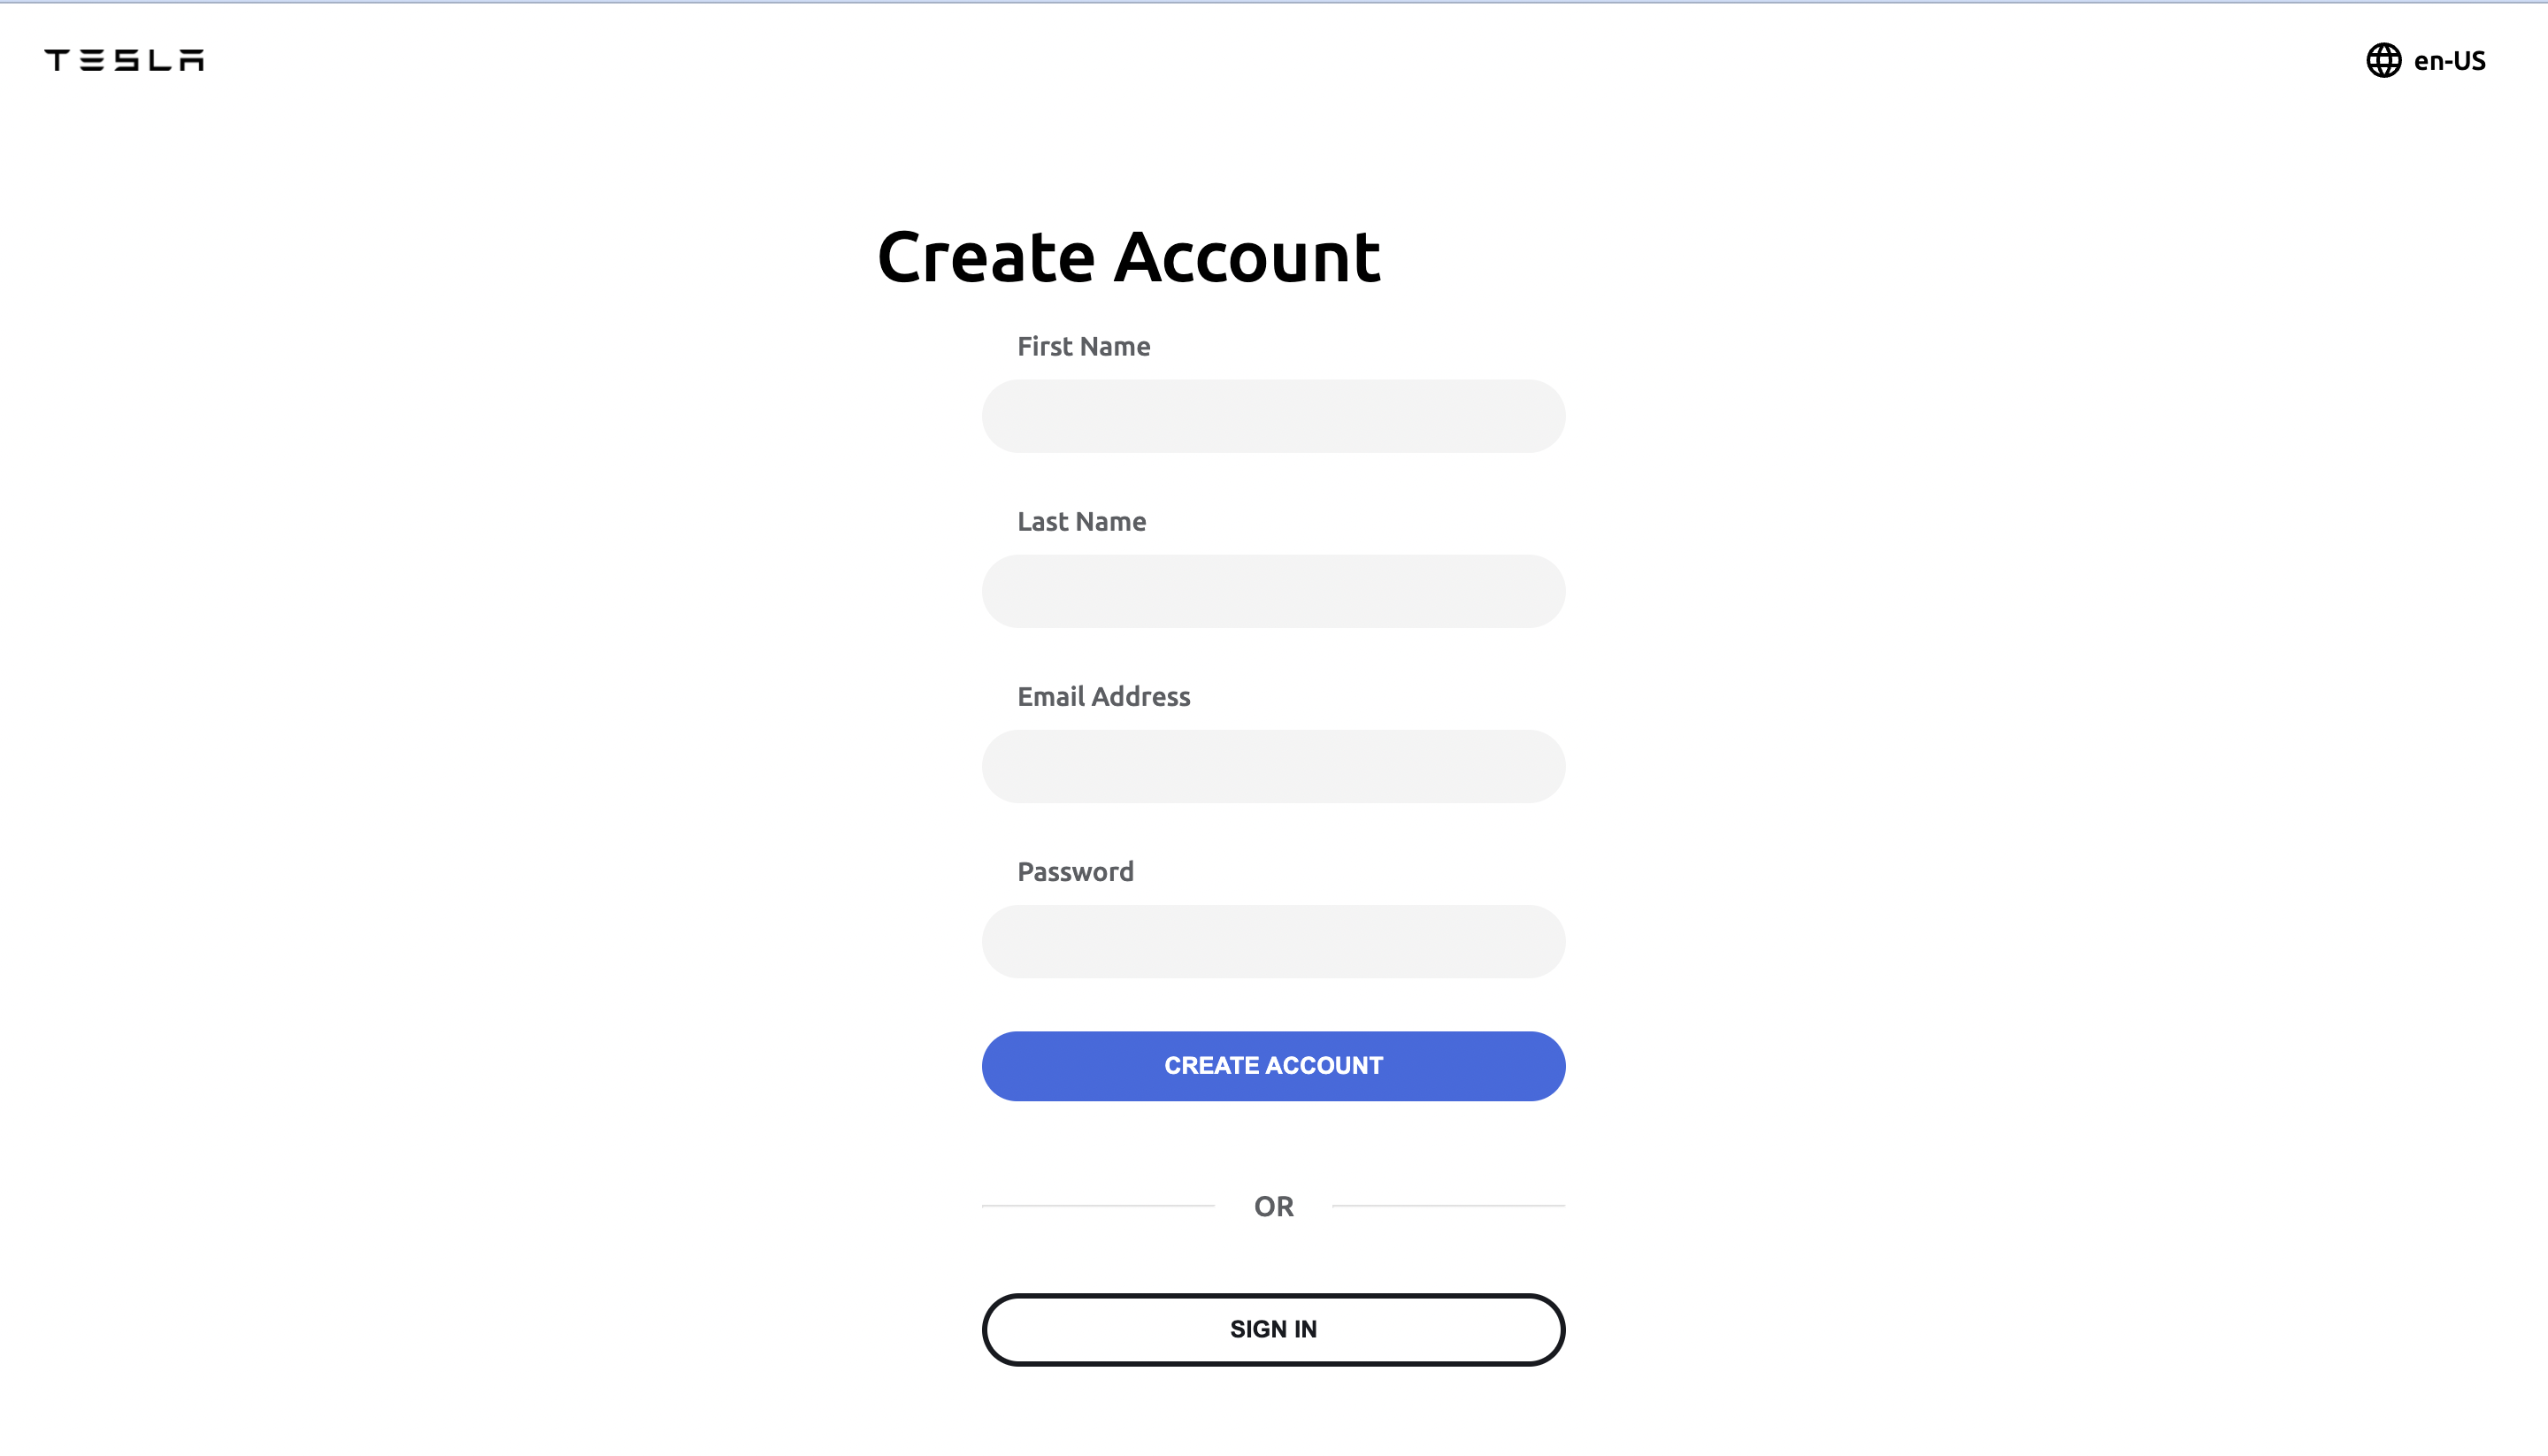 TESLA
en-US
Create Account
First Name
Last Name
Email Address
Password
CREATE ACCOUNT
OR
SIGN IN